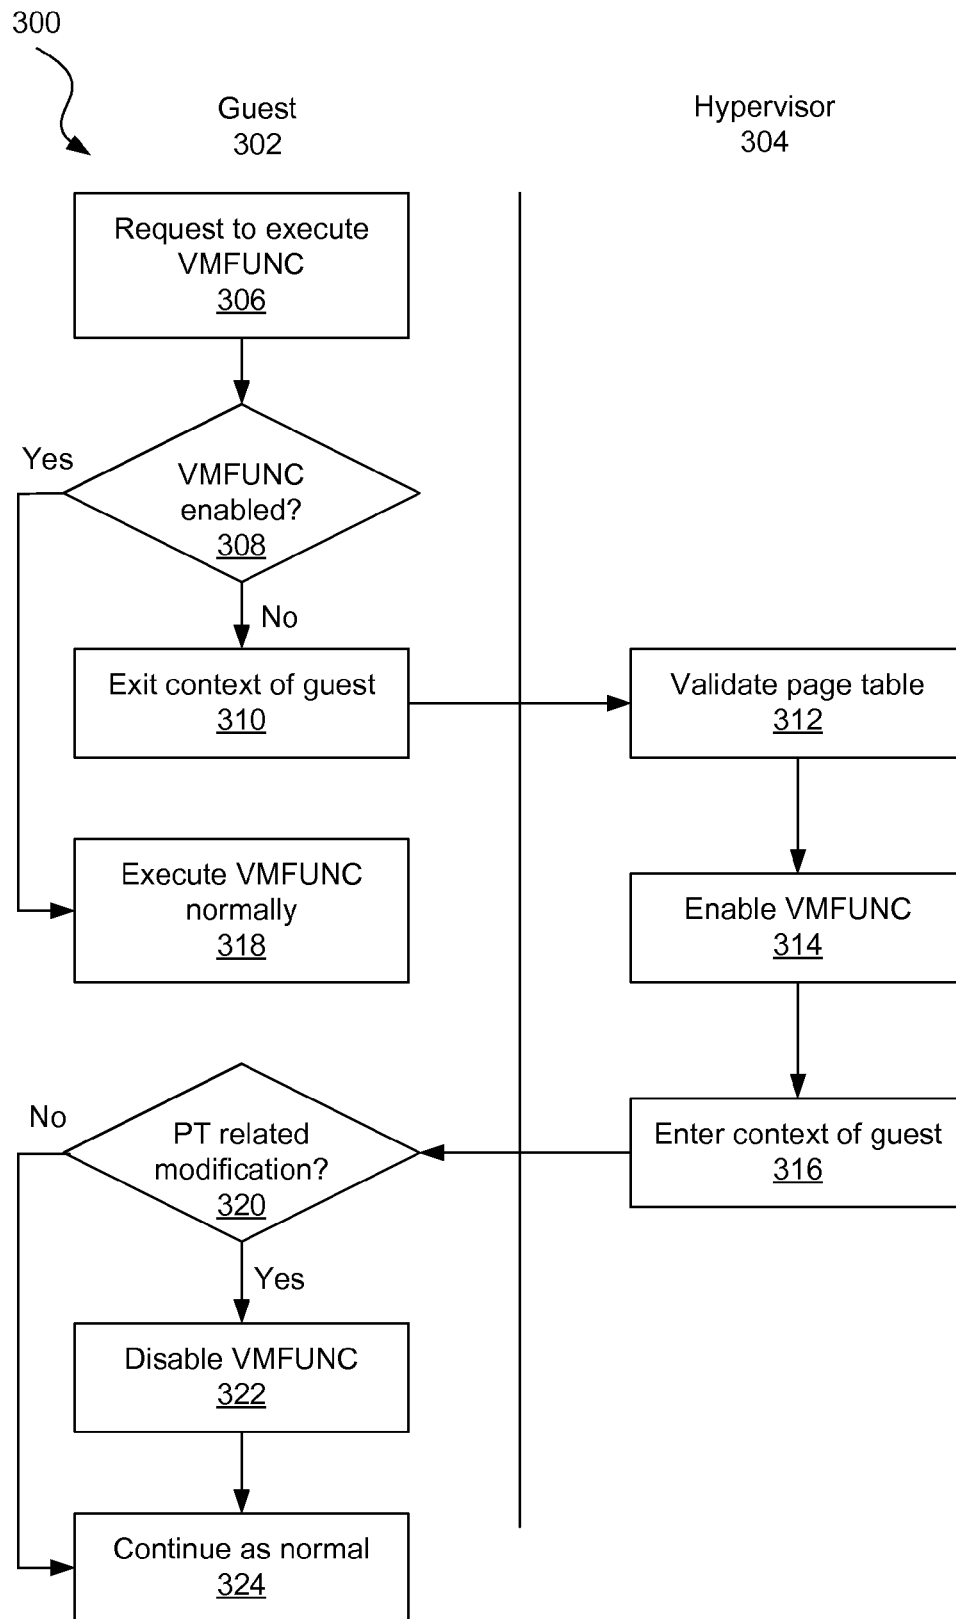 300
Guest
302
Hypervisor
304
Request to execute
VMFUNC
306
Yes
VMFUNC
enabled?
308
No
Exit context of guest
310
Validate page table
312
Execute VMFUNC
normally
318
Enable VMFUNC
314
No
PT related
modification?
320
Enter context of guest
316
Yes
Disable VMFUNC
322
Continue as normal
324